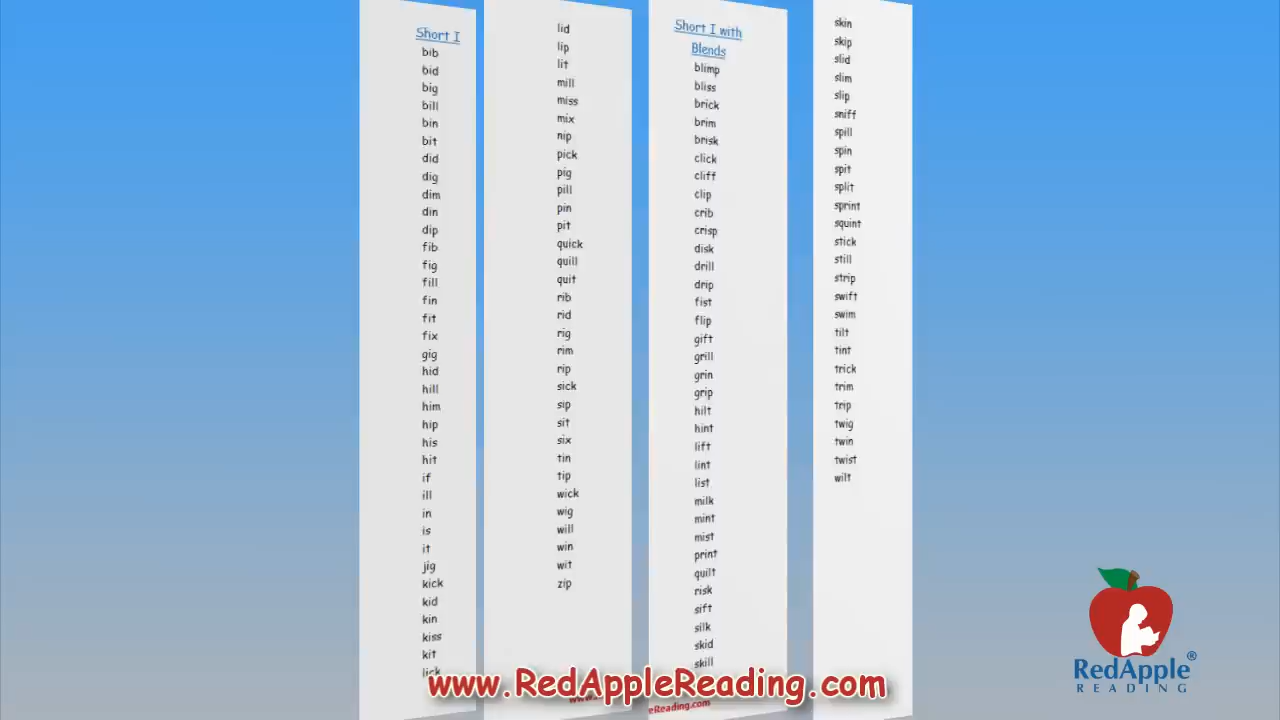 Short I
bib
bid
big
bill
bin
bit
did
dig
dim
din
dip
fib
fig
fill
fin
fit
fix
gig
hid
hill
him
hip
his
hit
if
ill
in
is
it
jig
kick
kid
kin
kiss
kit
lick
lid
lip
lit
mill
miss
mix
nip
pick
pig
pill
pin
pit
quick
quill
quit
rib
rid
rig
rim
rip
sick
sip
sit
six
tin
tip
wick
wig
will
win
wit
zip
Short I with
Blends
blimp
bliss
brick
brim
brisk
click
cliff
clip
crib
crisp
disk
drill
drip
fist
flip
gift
grill
grin
grip
hilt
hint
lift
lint
list
milk
mint
mist
print
quilt
risk
sift
silk
skid
skill
skin
skip
slid
slim
slip
sniff
spill
spin
spit
split
sprint
squint
stick
still
strip
swift
swim
tilt
tint
trick
trim
trip
twig
twin
twist
wilt
www.RedAppleReading.com
eReading.com
RedApple®
READING